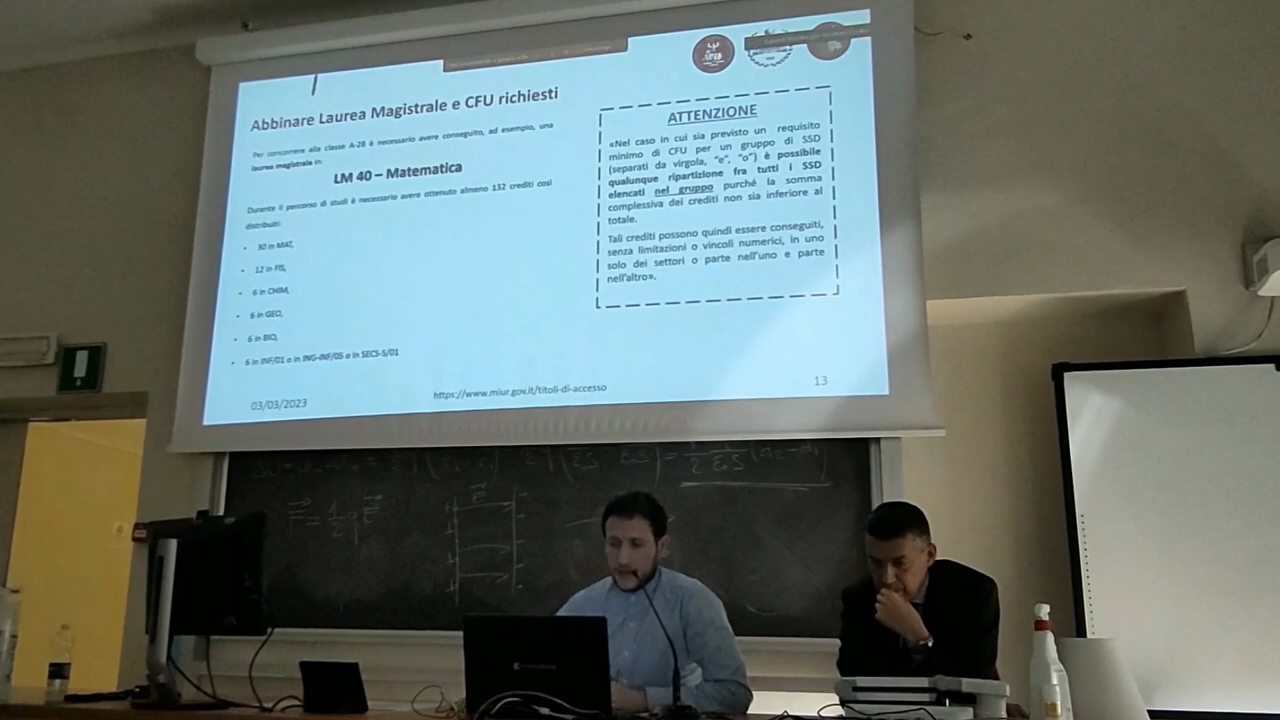 Abbinare Laurea Magistrale e CFU richiesti
Per concorrere alla classe A-28 è necessario avere conseguito, ad esempio, una
laurea magistrale in:
LM 40 – Matematica
Durante il percorso di studi è necessario avere ottenuto almeno 132 crediti così
distribuiti:
• 30 in MAT,
• 12 in FIS,
• 6 in CHIM,
• 6 in GEO,
• 6 in BIO,
• 6 in INF/01 o in ING-INF/05 o in SECS-S/01
ATTENZIONE
«Nel caso in cui sia previsto un requisito
minimo di CFU per un gruppo di SSD
(separati da virgola, "e", "o") è possibile
qualunque ripartizione fra tutti i SSD
elencati nel gruppo purché la somma
complessiva dei crediti non sia inferiore al
totale.
Tali crediti possono quindi essere conseguiti,
senza limitazioni o vincoli numerici, in uno
solo dei settori o parte nell'uno e parte
nell'altro».
03/03/2023
https://www.miur.gov.it/titoli-di-accesso
13